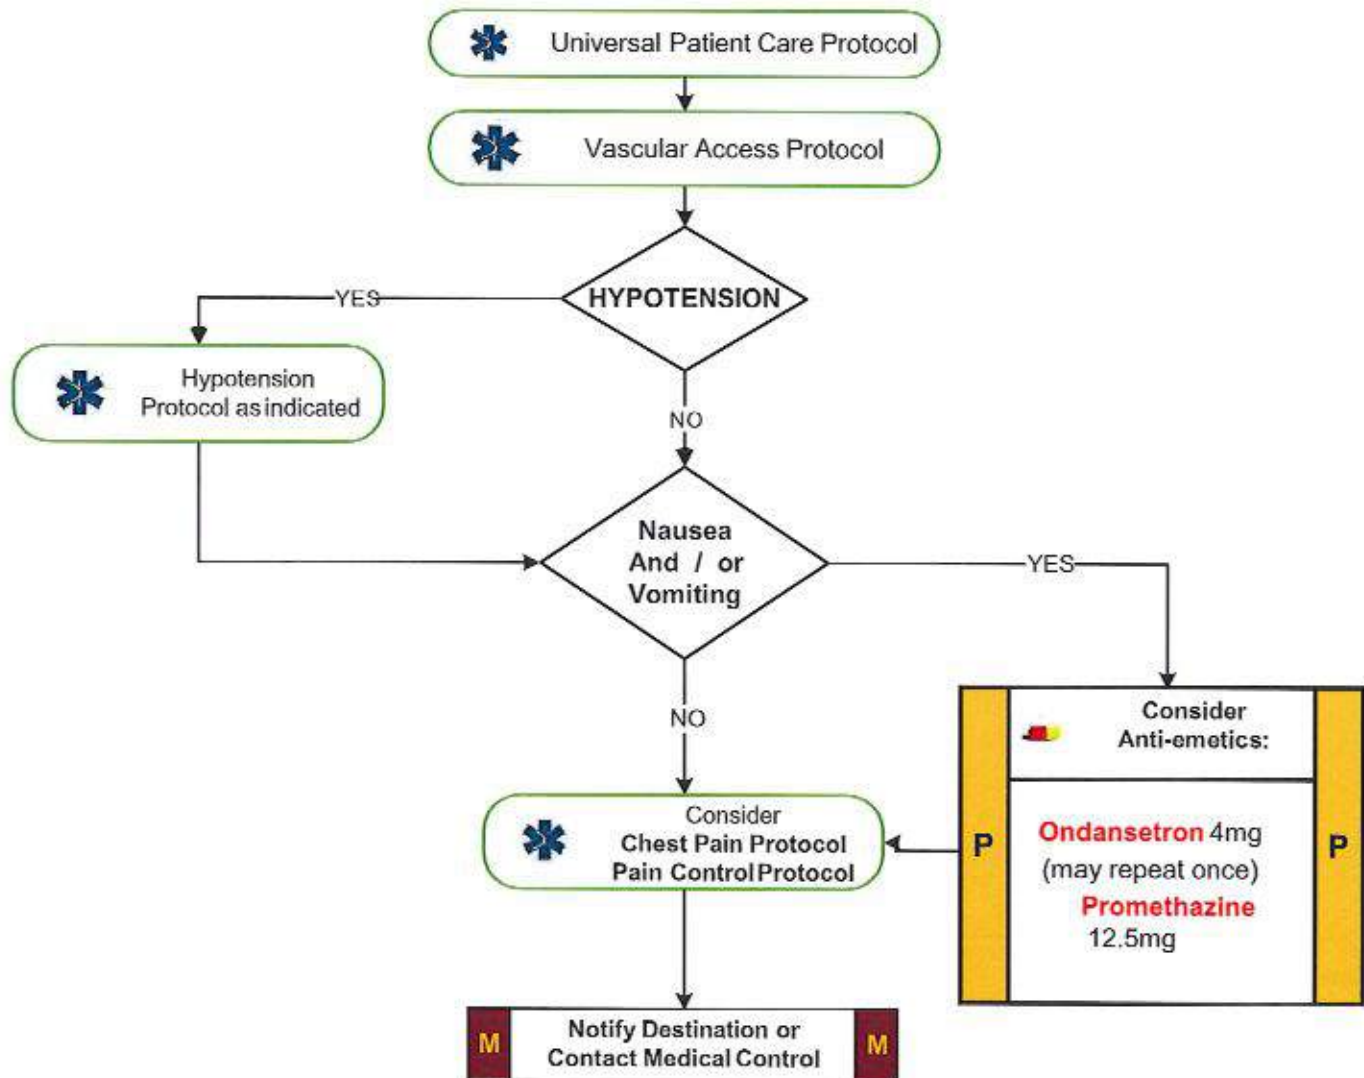 Universal Patient Care Protocol
Vascular Access Protocol
HYPOTENSION
YES
Hypotension
Protocol as indicated
NO
Nausea
And / or
Vomiting
YES
NO
Consider
Anti-emetics:
P
Ondansetron 4mg
(may repeat once)
Promethazine
12.5mg
P
Consider
Chest Pain Protocol
Pain Control Protocol
M
Notify Destination or
Contact Medical Control
M